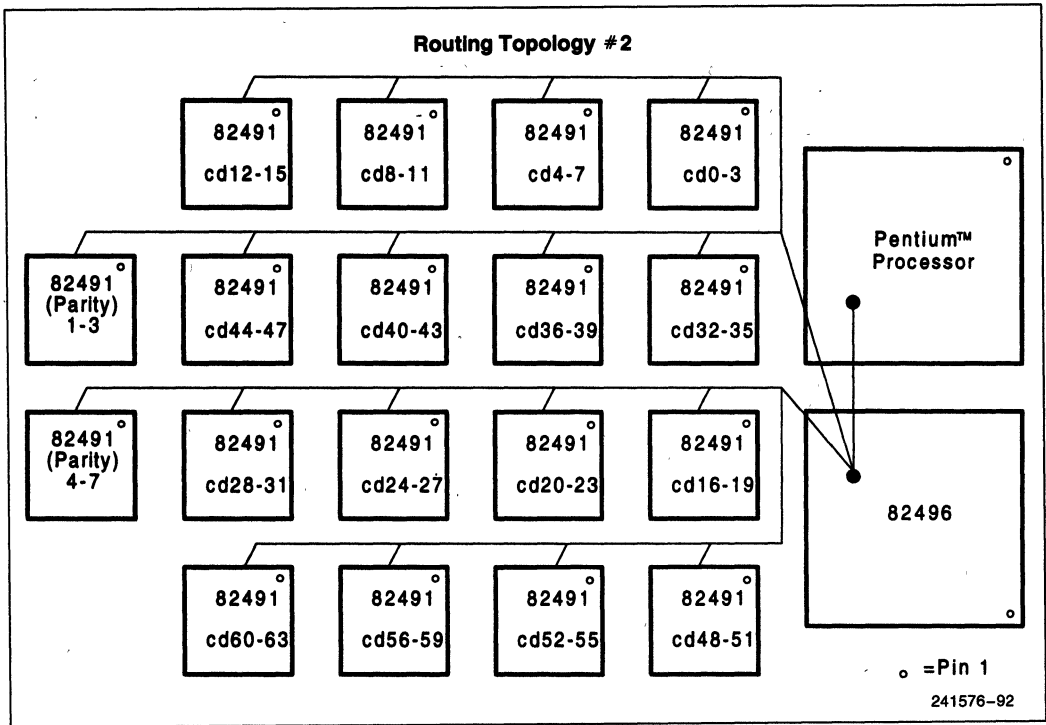 Routing Topology #2
82491
cd12-15
82491
cd8-11
82491
cd4-7
82491
cd0-3
Pentium™
Processor
82491
(Parity)
1-3
82491
cd44-47
82491
cd40-43
82491
cd36-39
82491
cd32-35
82491
(Parity)
4-7
82491
cd28-31
82491
cd24-27
82491
cd20-23
82491
cd16-19
82496
82491
cd60-63
82491
cd56-59
82491
cd52-55
82491
cd48-51
=Pin 1
241576-92